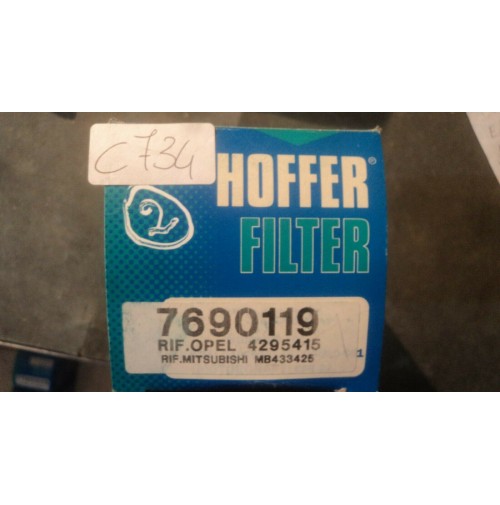 C734
2
HOFFER®
FILTER
7690119
RIF.OPEL 4295415
RIF.MITSUBISHI MB433425
1